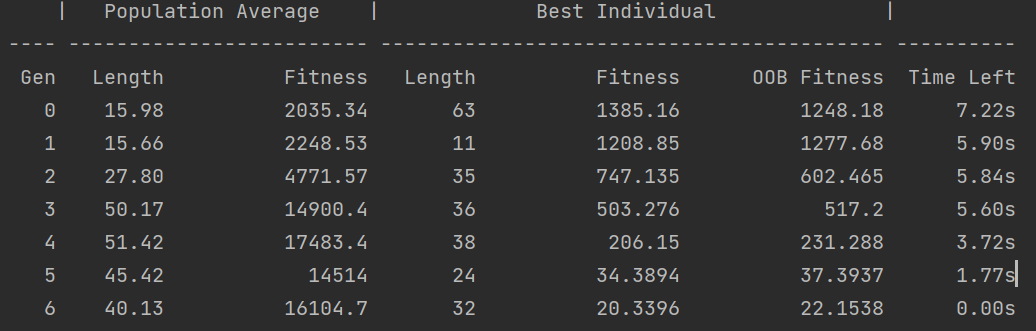 |   Population Average    |             Best Individual              |
---- ------------------------- ------------------------------------------ ----------
 Gen   Length          Fitness   Length          Fitness      OOB Fitness  Time Left
   0    15.98          2035.34       63          1385.16          1248.18      7.22s
   1    15.66          2248.53       11          1208.85          1277.68      5.90s
   2    27.80          4771.57       35          747.135          602.465      5.84s
   3    50.17          14900.4       36          503.276            517.2      5.60s
   4    51.42          17483.4       38           206.15          231.288      3.72s
   5    45.42            14514       24          34.3894          37.3937      1.77s
   6    40.13          16104.7       32          20.3396          22.1538      0.00s